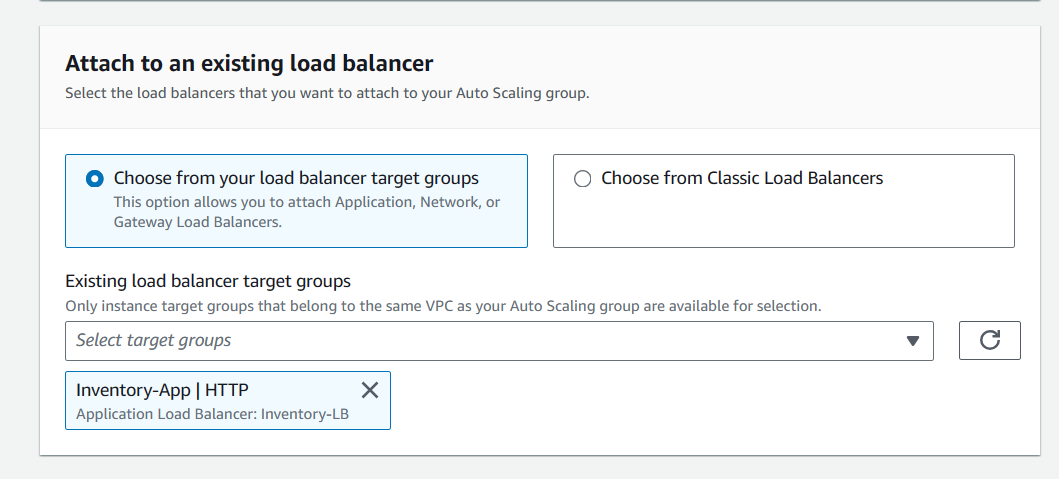 Attach to an existing load balancer
Select the load balancers that you want to attach to your Auto Scaling group.
Choose from your load balancer target groups
This option allows you to attach Application, Network, or
Gateway Load Balancers.
Choose from Classic Load Balancers
Existing load balancer target groups
Only instance target groups that belong to the same VPC as your Auto Scaling group are available for selection.
Select target groups
Inventory-App | HTTP
Application Load Balancer: Inventory-LB